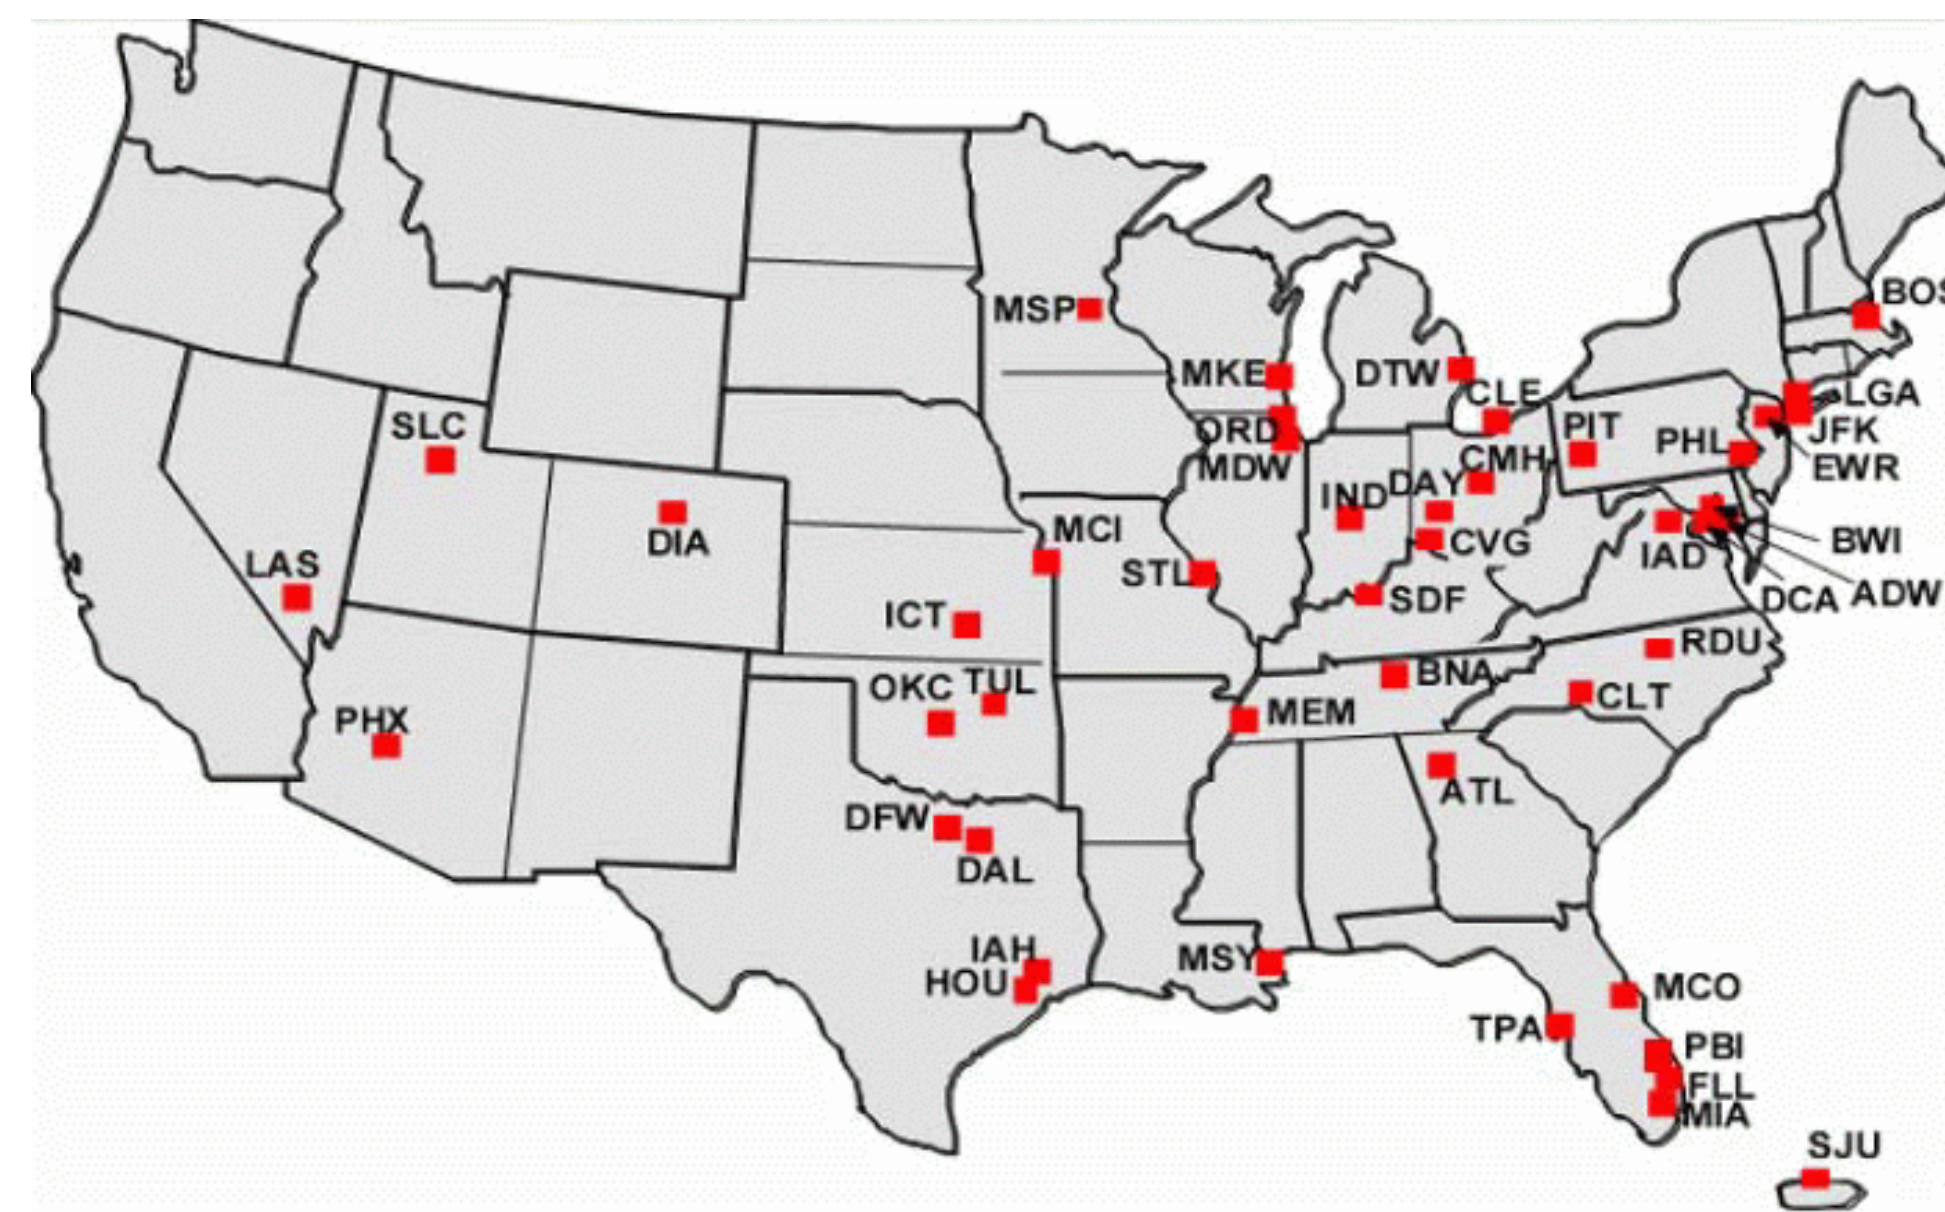 BOS
MSP
MKE
DTW
CLE
LGA
SLC
ORD
PIT
PHL
JFK
MDW
CMH
EWR
IND
DAY
DIA
MCI
CVG
BWI
LAS
STL
IAD
ICT
SDF
DCA
ADW
RDU
OKC
TUL
BNA
CLT
PHX
MEM
ATL
DFW
DAL
IAH
HOU
MSY
MCO
TPA
PBI
FLL
MIA
SJU